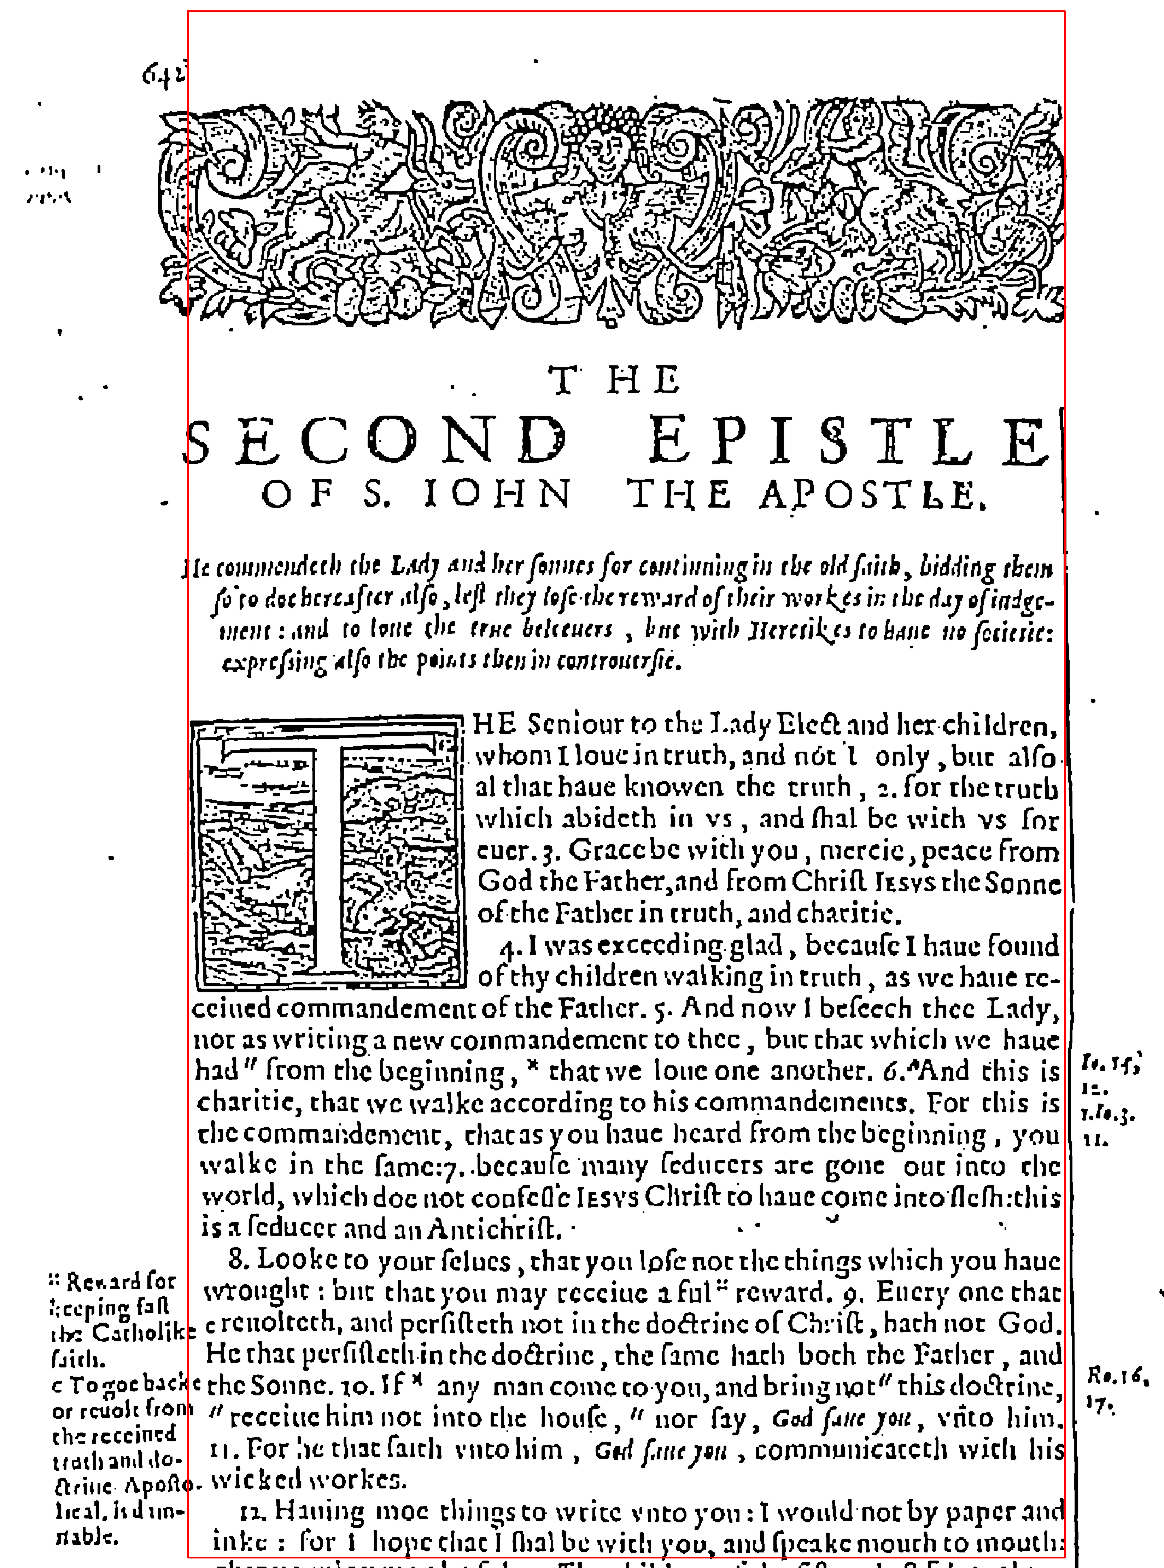 642
THE
SECOND EPISTLE
OF S. IOHN THE APOSTLE.
He commendeth the Lady and her ſonnes for continuing in the old faith, bidding them
ſo to doe hereafter alſo, leſt they loſe the reward of their workes in the day of iudge-
ment: and to loue the true beleeuers, but with Heretikes to haue no ſocietie:
expreſsing alſo the points then in controuerſie.
THE Seniour to the Lady Elect and her children,
whom I loue in truth, and not I only, but alſo
al that haue knowen the truth, 2. for the truth
which abideth in vs, and ſhal be with vs for
euer. 3. Grace be with you, mercie, peace from
God the Father, and from Chriſt IESVS the Sonne
of the Father in truth, and charitie.
4. I was exceeding glad, becauſe I haue found
of thy children walking in truth, as we haue re-
ceiued commandement of the Father. 5. And now I beſeech thee Lady,
not as writing a new commandement to thee, but that which we haue
had " from the beginning, * that we loue one another. 6. * And this is
charitie, that we walke according to his commandements. For this is
the commandement, that as you haue heard from the beginning, you
walke in the ſame: 7. becauſe many ſeducers are gone out into the
world, which doe not confeſſe IESVS Chriſt to haue come into fleſh: this
is a ſeducer and an Antichriſt.
8. Looke to your ſelues, that you loſe not the things which you haue
wrought: but that you may receiue a ful :: reward. 9. Euery one that
c reuolteth, and perſiſteth not in the doctrine of Chriſt, hath not God.
He that perſiſteth in the doctrine, the ſame hath both the Father, and
the Sonne. 10. If * any man come to you, and bring not " this doctrine,
" receiue him not into the houſe, " nor ſay, God ſaue you, vnto him.
11. For he that ſaith vnto him, God ſaue you, communicateth with his
wicked workes.
12. Hauing moe things to write vnto you: I would not by paper and
inke: for I hope that I ſhal be with you, and ſpeake mouth to mouth:
Io. 15,
12.
1. Io. 3.
11.
:: Reward for
keeping faſt
the Catholike
faith.
c To goe backe
or reuolt from
the receiued
truth and do-
ctrine Apoſto-
lical, is dam-
nable.
Ro. 16,
17.